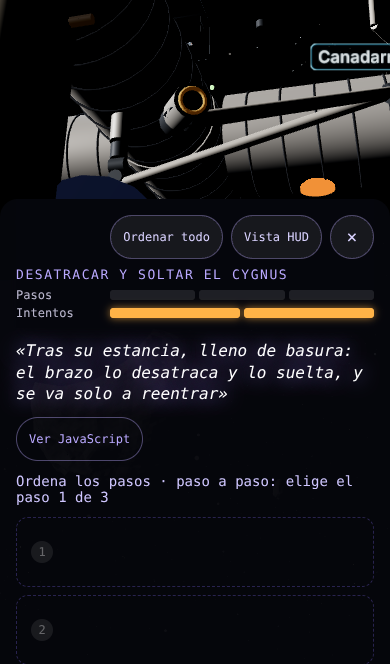 Ordenar todo
Vista HUD
×
DESATRACAR Y SOLTAR EL CYGNUS
Pasos
Intentos
«Tras su estancia, lleno de basura:
el brazo lo desatraca y lo suelta, y
se va solo a reentrar»
Ver JavaScript
Ordena los pasos · paso a paso: elige el
paso 1 de 3
1
2